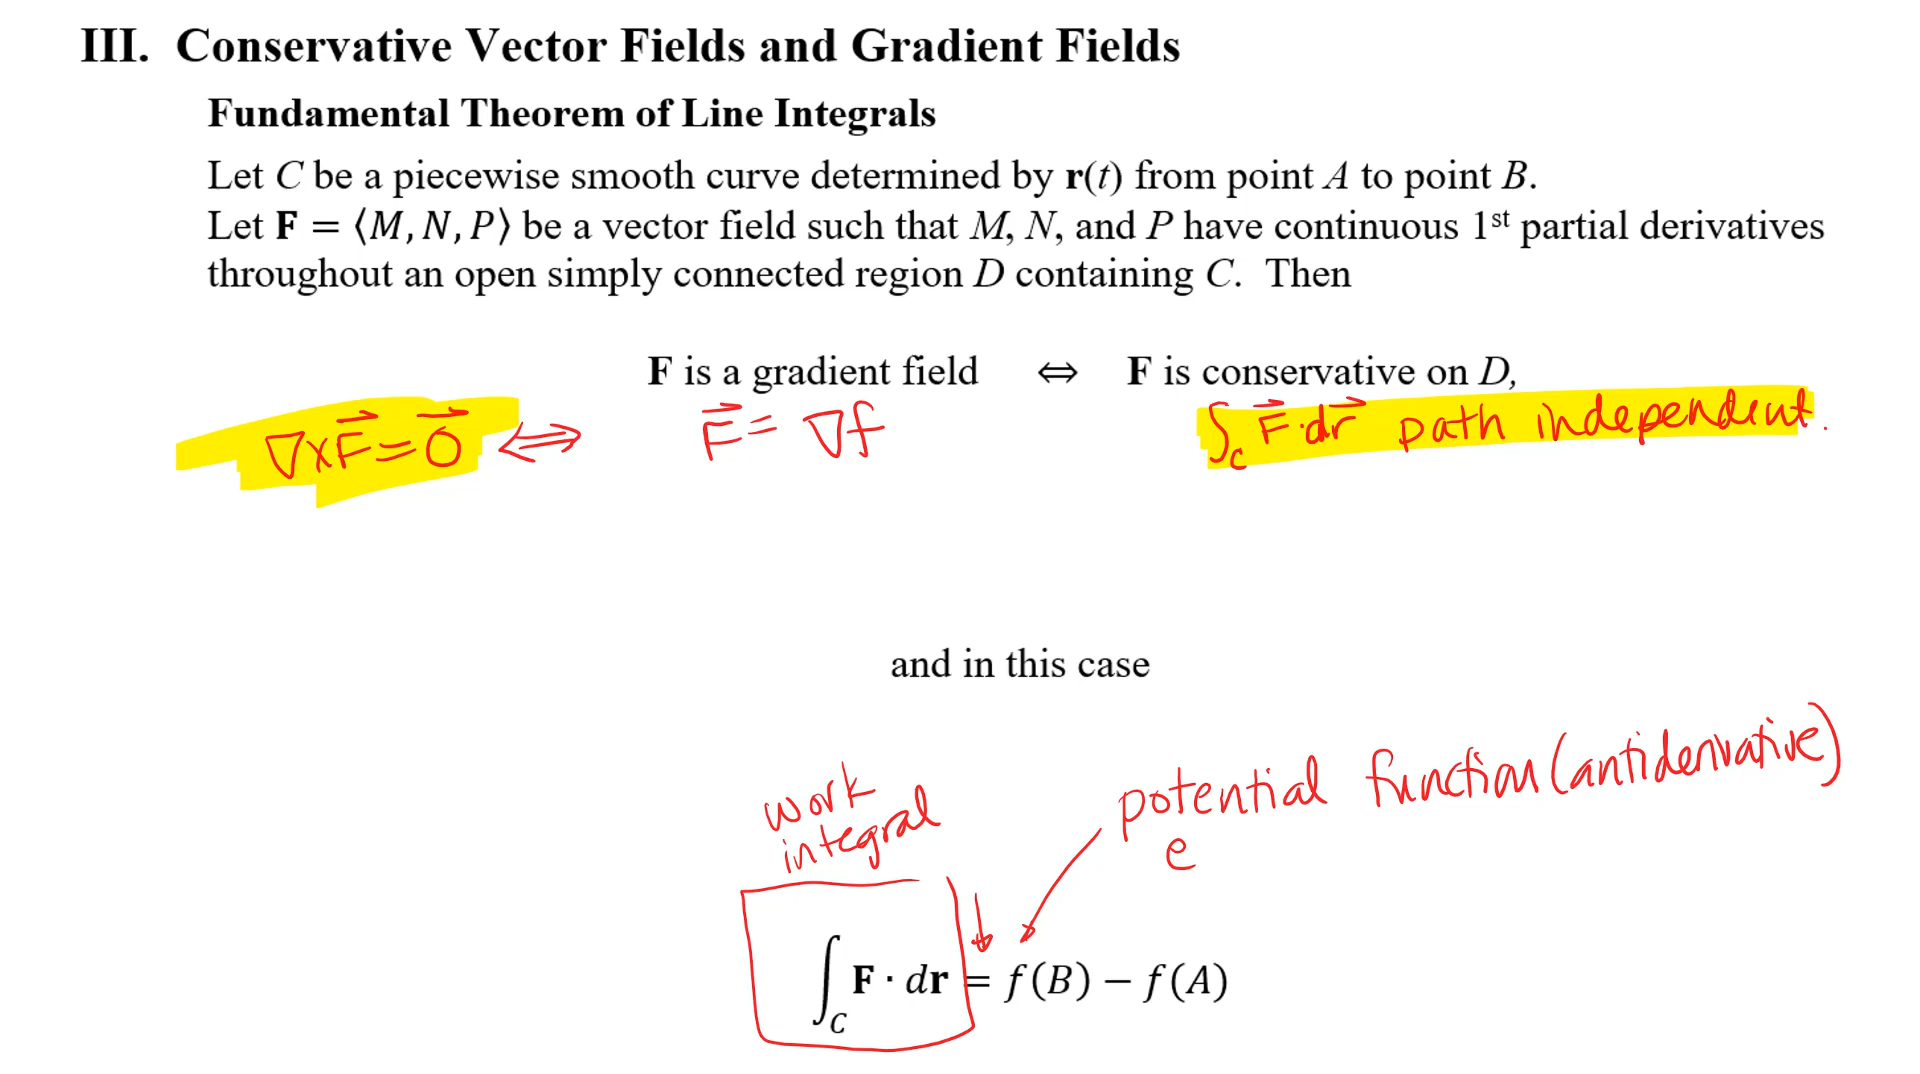 III. Conservative Vector Fields and Gradient Fields
Fundamental Theorem of Line Integrals
Let C be a piecewise smooth curve determined by r(t) from point A to point B.
Let F = ⟨M, N, P⟩ be a vector field such that M, N, and P have continuous 1st partial derivatives
throughout an open simply connected region D containing C. Then
F is a gradient field ⇔ F is conservative on D,
∇×F⃗ = 0⃗ ⇔ F⃗ = ∇f ∫_C F⃗·dr⃗ path independent.
and in this case
work
integral
potential function (antiderivative)
e
∫_C F · dr = f(B) − f(A)